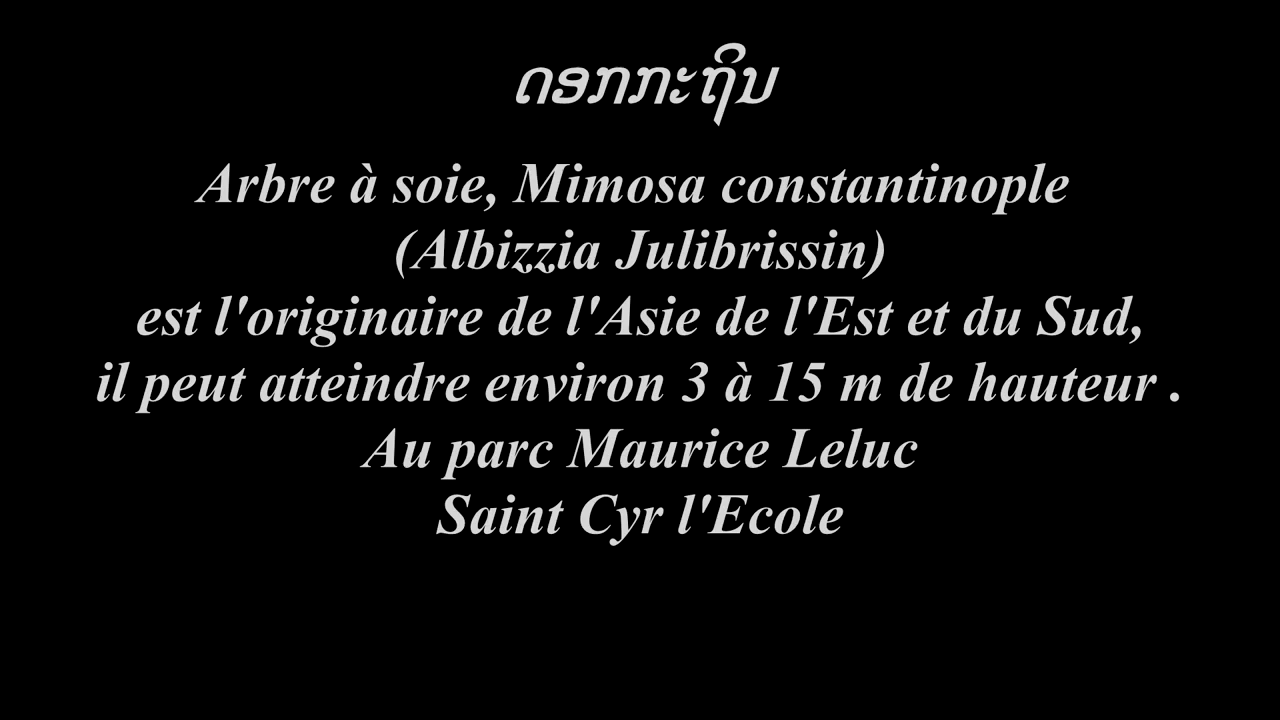 ດອກກະຖິນ
Arbre à soie, Mimosa constantinople
(Albizzia Julibrissin)
est l'originaire de l'Asie de l'Est et du Sud,
il peut atteindre environ 3 à 15 m de hauteur .
Au parc Maurice Leluc
Saint Cyr l'Ecole